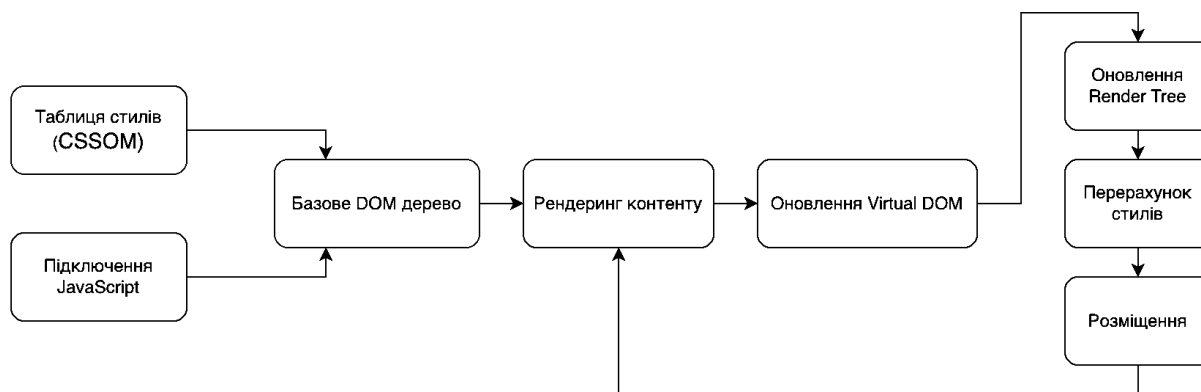 Таблиця стилів
(CSSOM)
Підключення
JavaScript
Базове DOM дерево
Рендеринг контенту
Оновлення Virtual DOM
Оновлення
Render Tree
Перерахунок
стилів
Розміщення